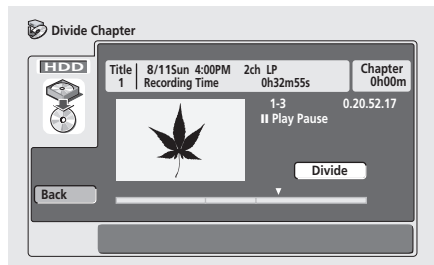 Divide Chapter
HDD
Title 8/11Sun 4:00PM 2ch LP Chapter
1 Recording Time 0h32m55s 0h00m
1-3 0.20.52.17
Play Pause
Divide
Back